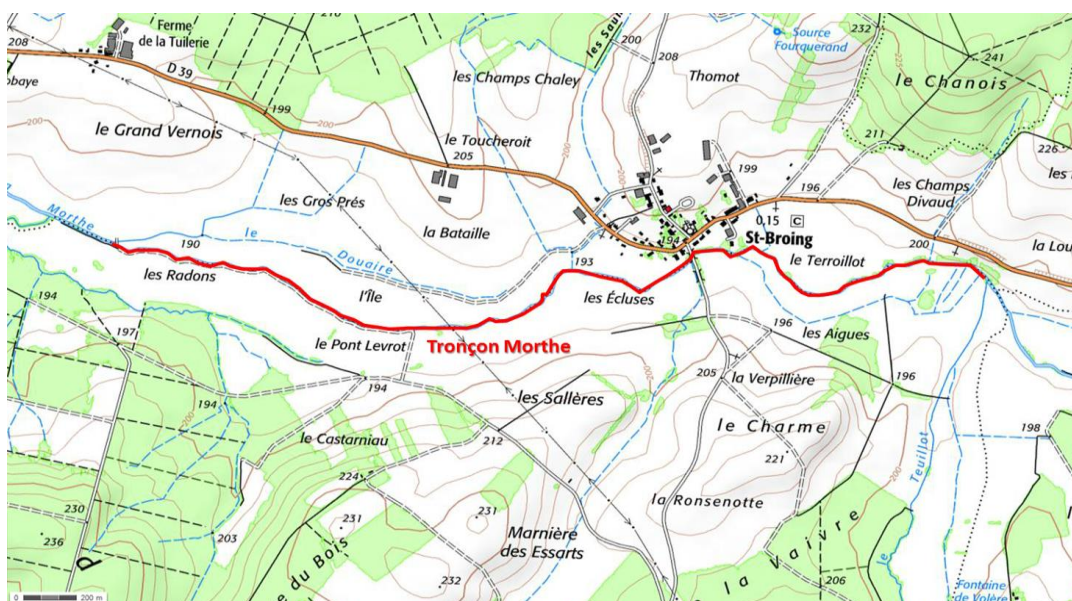 Ferme
de la Tuilerie
208
D 39
210
les Champs Chaley
200
208
Thomot
Source
Fourquerand
232
241
le Chanois
obaye
199
le Grand Vernois
200
le Toucheroit
205
200
199
211
226
les Champs
Divaud
196
0,15
C
les Gros Prés
la Bataille
194
St-Broing
200
la Lou
Morthe
190
le
Douaire
193
le Terroillot
les Radons
l'Île
les Écluses
194
197
le Pont Levrot
Tronçon Morthe
196
les Aigues
200
205
la Verpillière
196
194
194
les Sallères
le Charme
le Castarniau
212
221
200
198
224
la Ronsenotte
Teuillot
le
230
231
231
236
203
Marnière
des Essarts
e du Bois
la Vaivre
232
206
Fontaine
de Volère
P
0
200 m